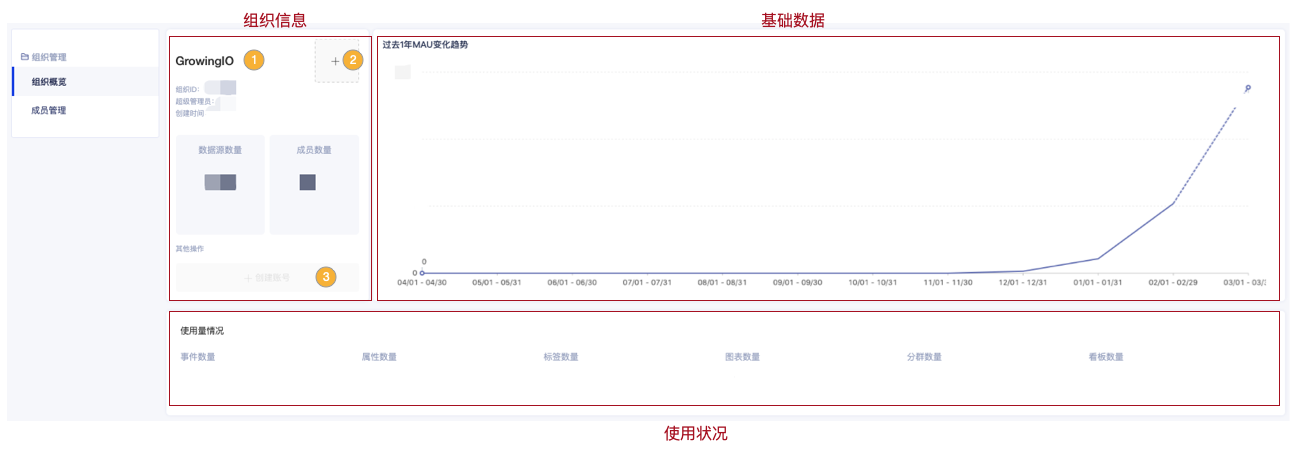 组织信息
基础数据
组织管理
组织概览
成员管理
GrowingIO
1
+
2
组织ID:
超级管理员:
创建时间
数据源数量
成员数量
其他操作
+ 创建账号
3
过去1年MAU变化趋势
0
0
04/01 - 04/30
05/01 - 05/31
06/01 - 06/30
07/01 - 07/31
08/01 - 08/31
09/01 - 09/30
10/01 - 10/31
11/01 - 11/30
12/01 - 12/31
01/01 - 01/31
02/01 - 02/29
03/01 - 03/
使用量情况
事件数量
属性数量
标签数量
图表数量
分群数量
看板数量
使用状况